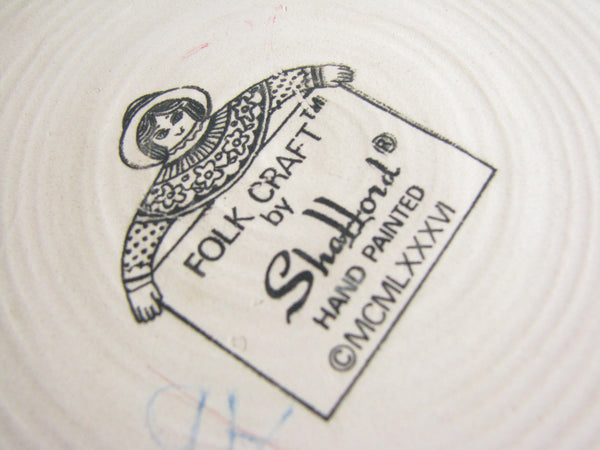 FOLK CRAFT™
by
Shafford®
HAND PAINTED
©MCMLXXXVI